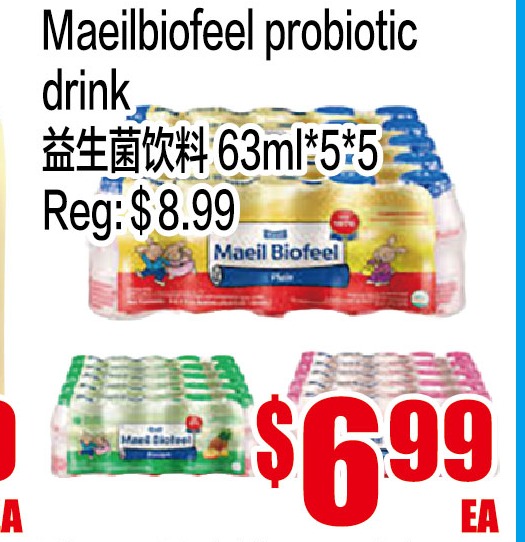 Maeilbiofeel probiotic
drink
益生菌饮料 63ml*5*5
Reg: $ 8.99
Maeil Biofeel
Plain
Maeil Biofeel
$6.99
EA